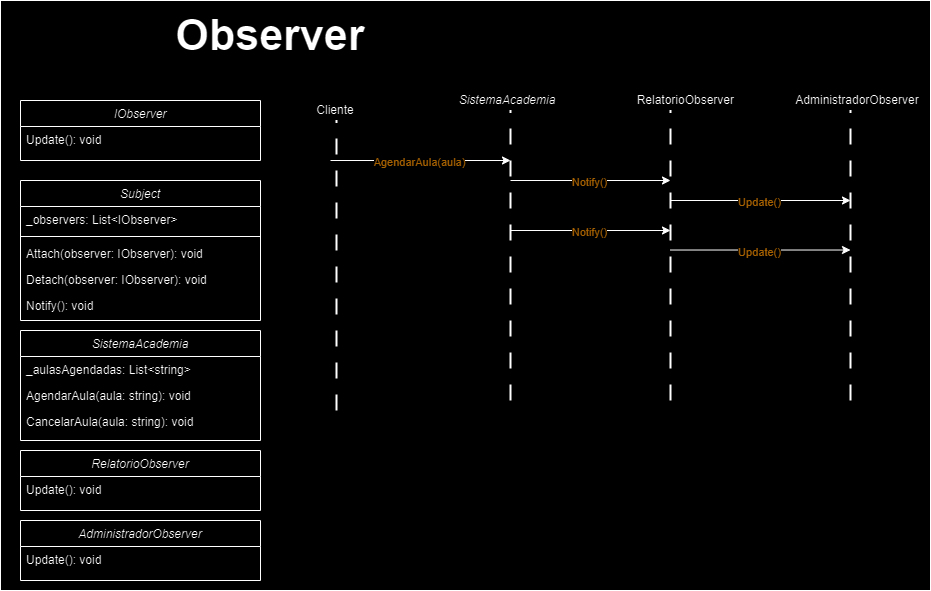 Observer
IObserver
Update(): void
Subject
_observers: List<IObserver>
Attach(observer: IObserver): void
Detach(observer: IObserver): void
Notify(): void
SistemaAcademia
_aulasAgendadas: List<string>
AgendarAula(aula: string): void
CancelarAula(aula: string): void
RelatorioObserver
Update(): void
AdministradorObserver
Update(): void
Cliente
SistemaAcademia
RelatorioObserver
AdministradorObserver
AgendarAula(aula)
Notify()
Update()
Notify()
Update()